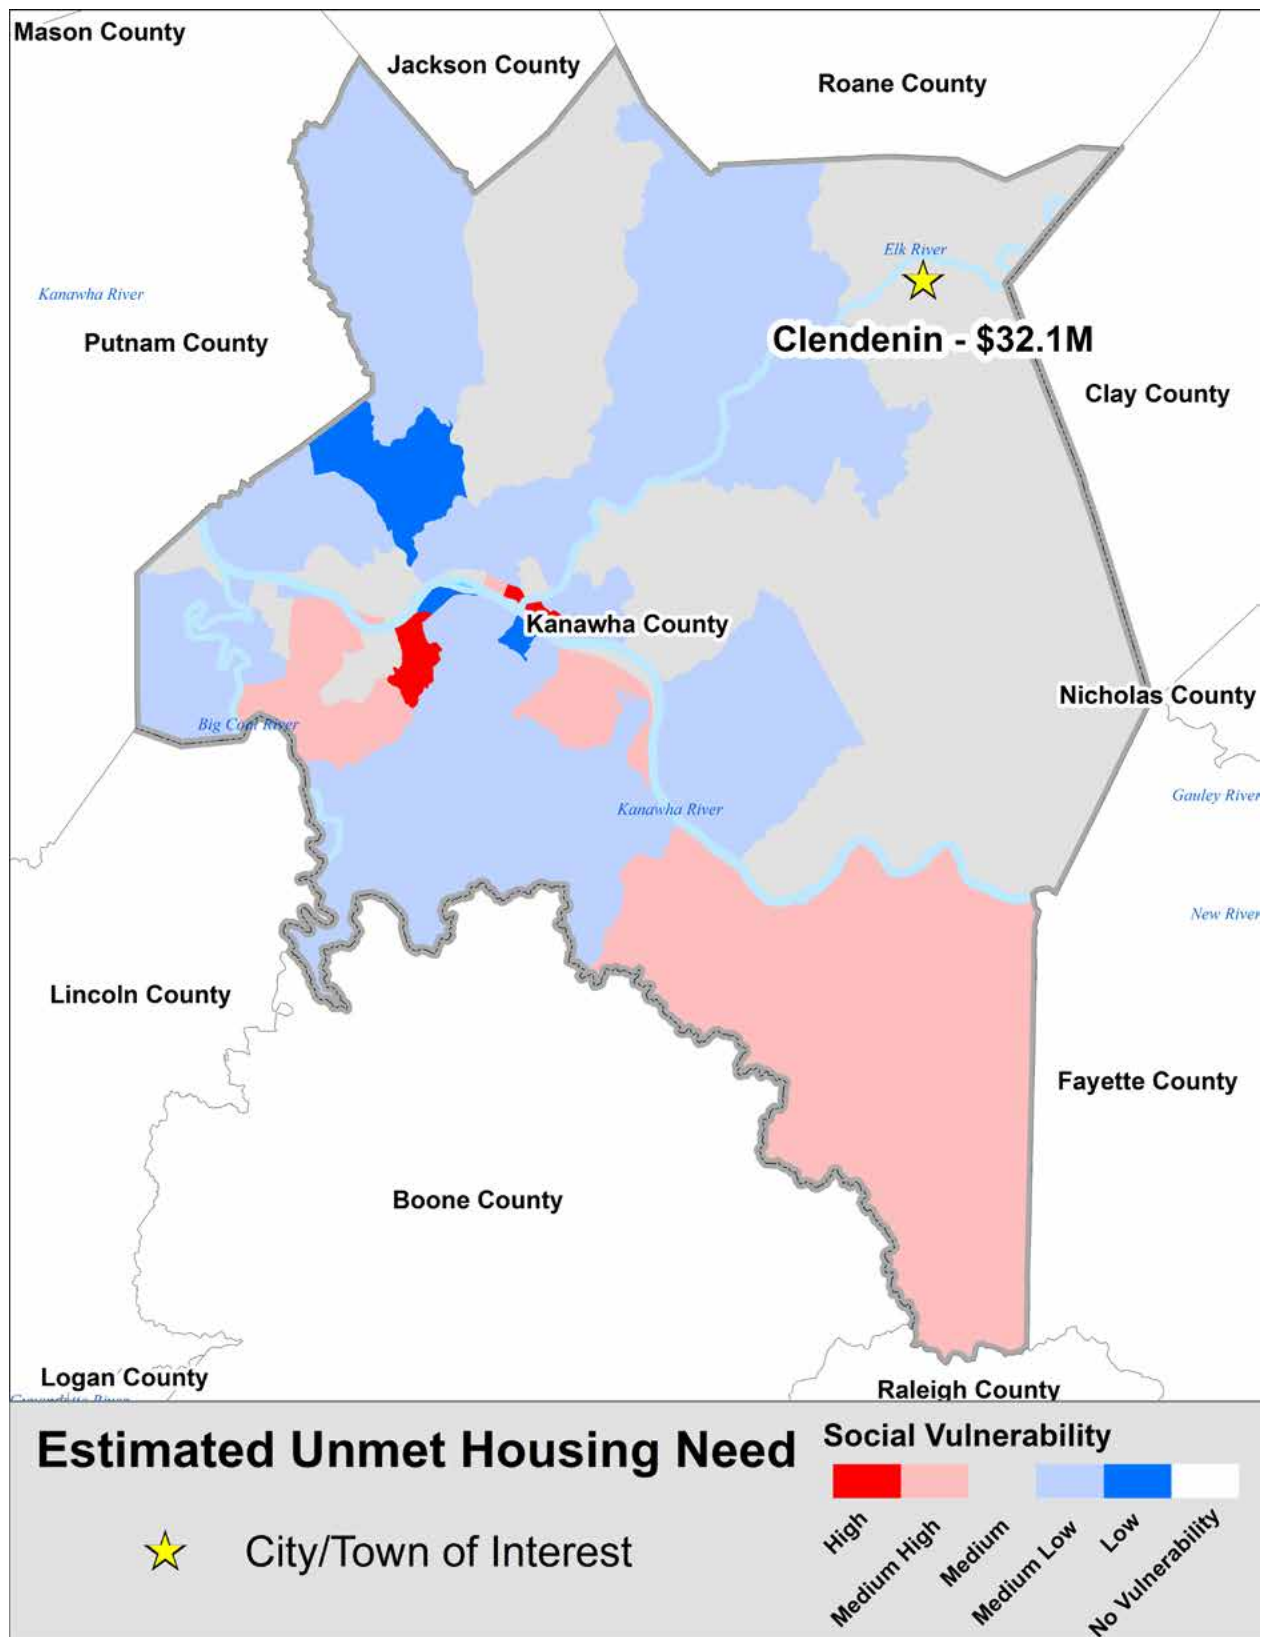 Mason County
Jackson County
Roane County
Elk River
Kanawha River
Putnam County
Clendenin - $32.1M
Clay County
Kanawha County
Nicholas County
Big Coal River
Gauley River
Kanawha River
New River
Lincoln County
Fayette County
Boone County
Logan County
Raleigh County
Estimated Unmet Housing Need
City/Town of Interest
Social Vulnerability
High
Medium High
Medium
Medium Low
Low
No Vulnerability